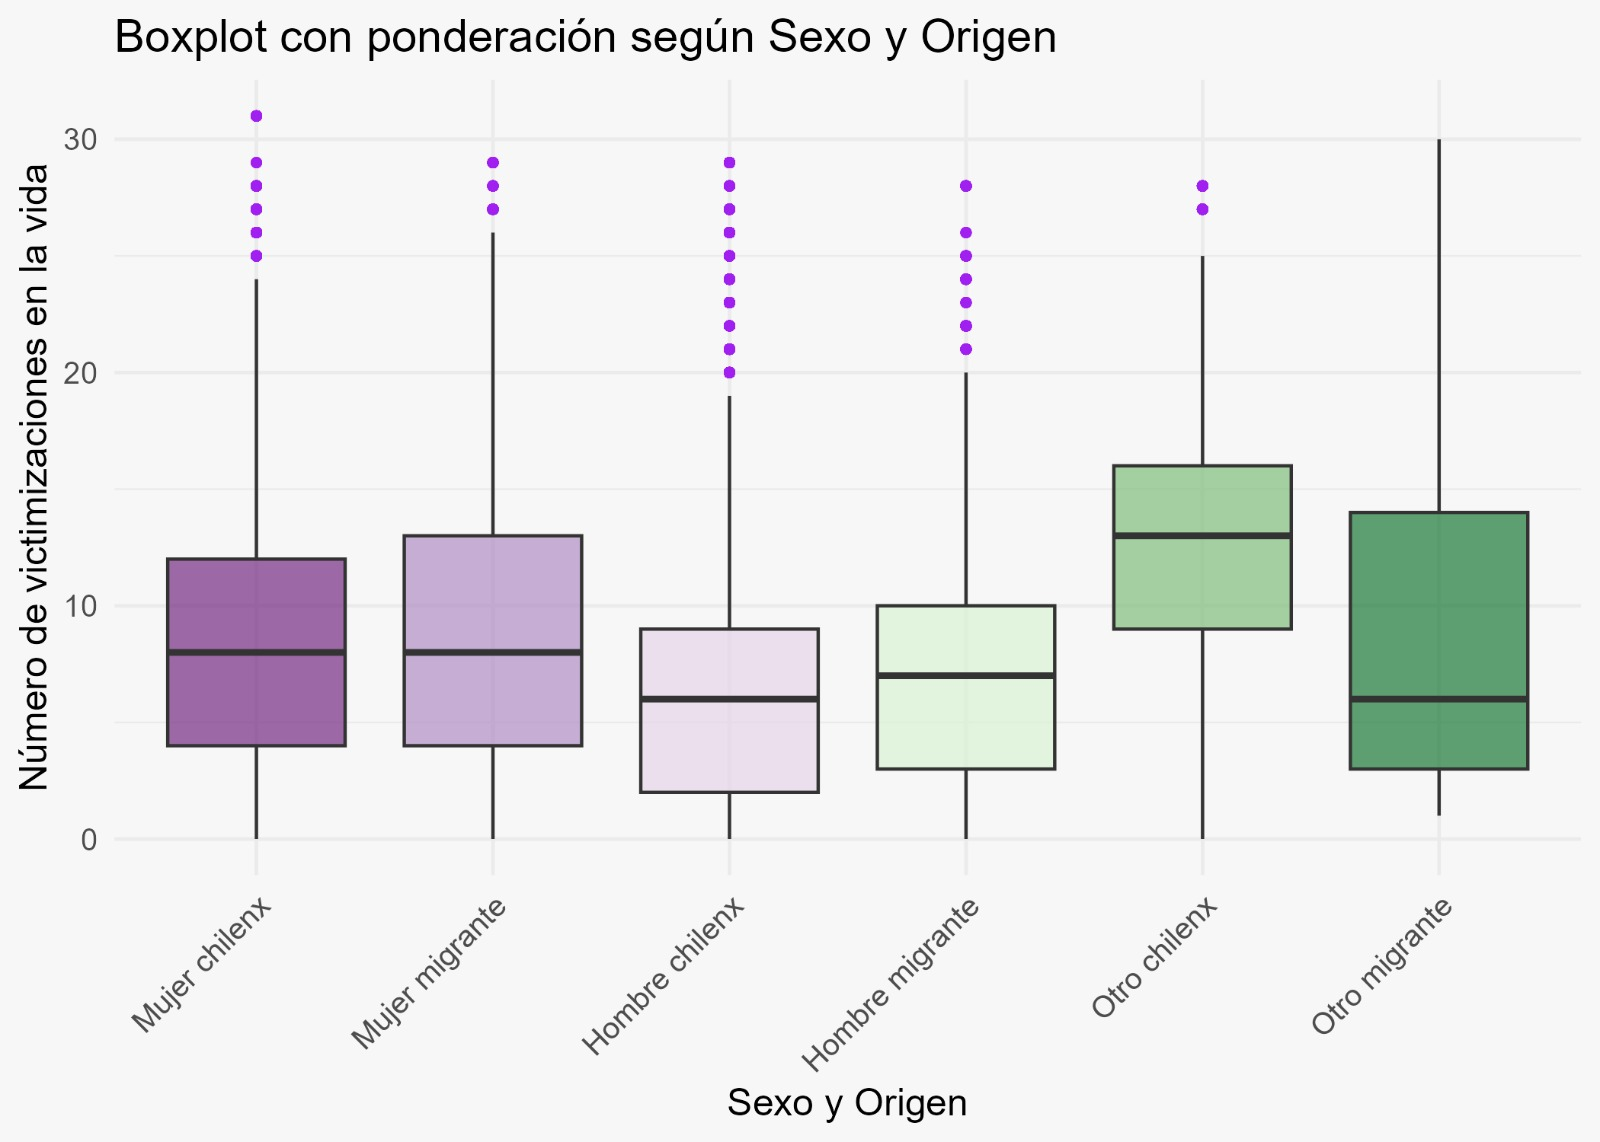 Boxplot con ponderación según Sexo y Origen
Número de victimizaciones en la vida
30
20
10
0
Mujer chilenx
Mujer migrante
Hombre chilenx
Hombre migrante
Otro chilenx
Otro migrante
Sexo y Origen